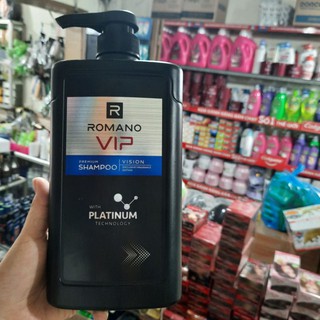 R
ROMANO
VIP
PREMIUM
SHAMPOO
VISION
WITH
PLATINUM
TECHNOLOGY